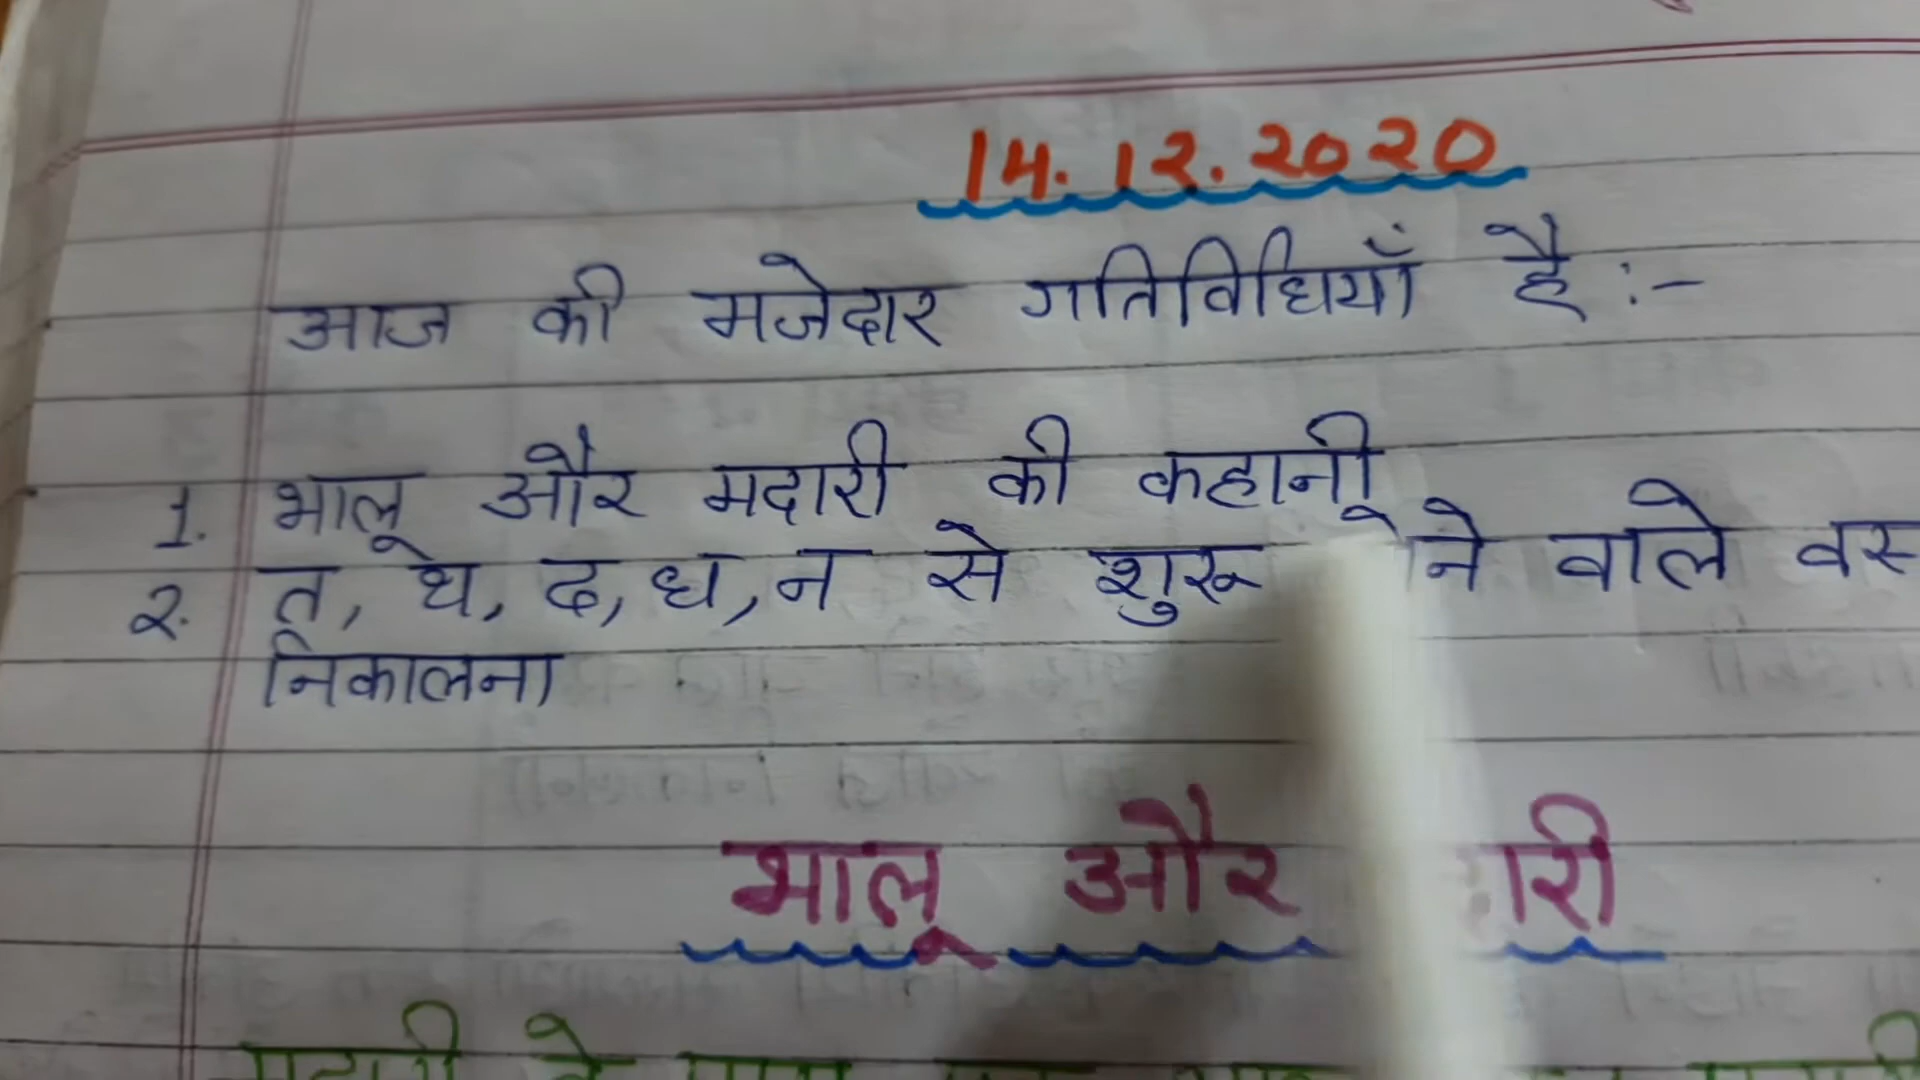 14.12.2020
आज की मजेदार गतिविधियाँ है :-
1. भालू और मदारी की कहानी
2. त, थ, द, ध, न से शुरू वाले
निकालना
भालू और